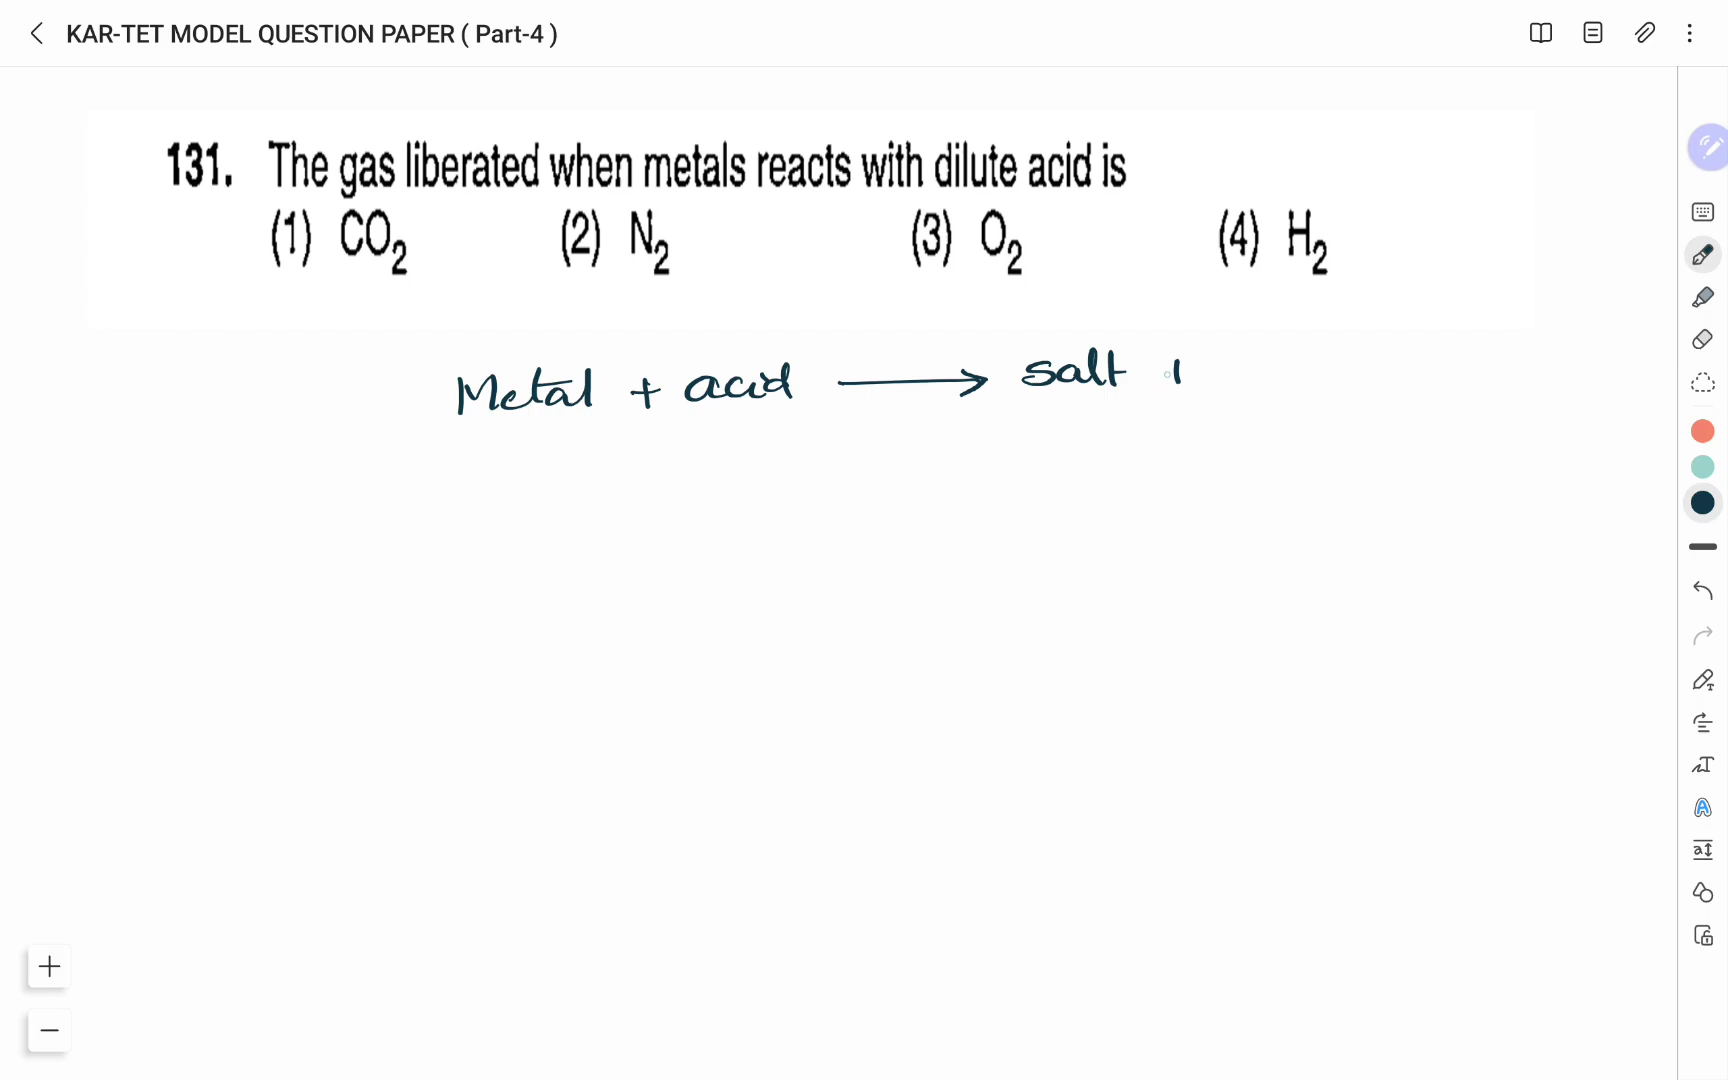 KAR-TET MODEL QUESTION PAPER ( Part-4 )
131. The gas liberated when metals reacts with dilute acid is
(1) CO₂ (2) N₂ (3) O₂ (4) H₂
Metal + acid ⟶ salt